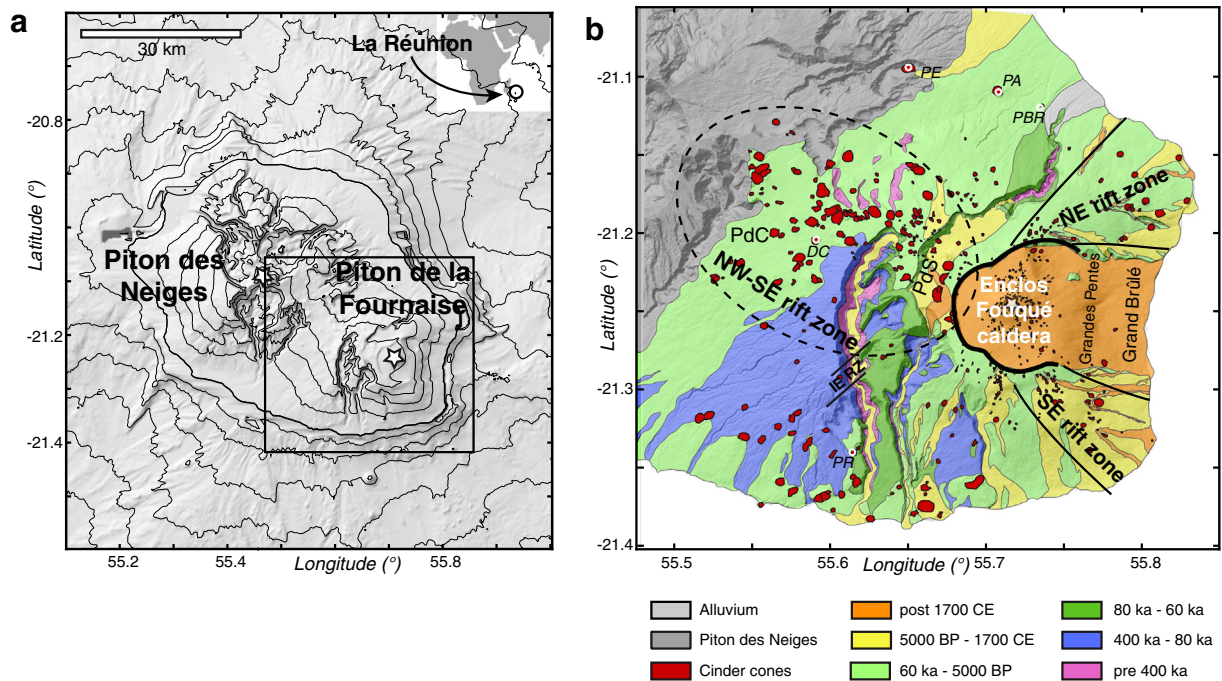 a
30 km
La Réunion
Piton des
Neiges
Piton de la
Fournaise
-20.8
-21
-21.2
-21.4
Latitude (°)
55.2
55.4
55.8
Longitude (°)
b
-21.1
-21.2
-21.3
-21.4
Latitude (°)
PE
PA
PBR
NE rift zone
PdC
DC
NW-SE rift zone
PdS
Enclos
Fouqué
caldera
Grandes Pentes
Grand Brûlé
IE RZ
SE rift zone
PR
55.5
55.6
55.7
55.8
Longitude (°)
Alluvium
post 1700 CE
80 ka - 60 ka
Piton des Neiges
5000 BP - 1700 CE
400 ka - 80 ka
Cinder cones
60 ka - 5000 BP
pre 400 ka